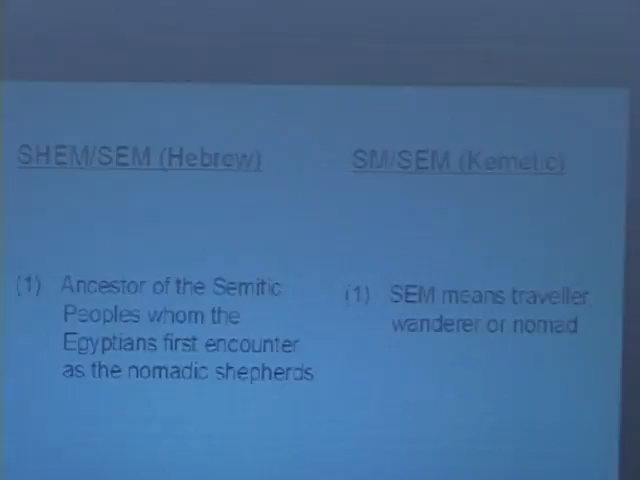 SHEM/SEM (Hebrew)
SM/SEM (Kemetic)
(1) Ancestor of the Semitic
Peoples whom the
Egyptians first encounter
as the nomadic shepherds
(1) SEM means traveller
wanderer or nomad